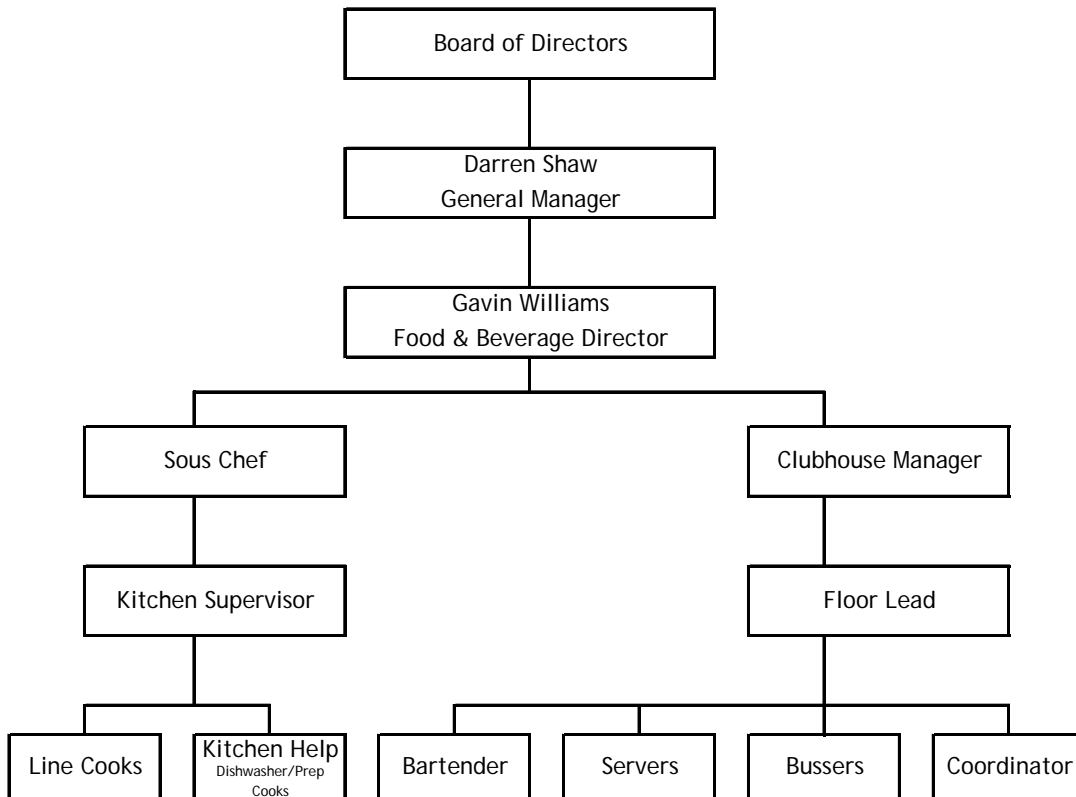 Board of Directors
Darren Shaw
General Manager
Gavin Williams
Food & Beverage Director
Sous Chef
Clubhouse Manager
Kitchen Supervisor
Floor Lead
Line Cooks
Kitchen Help
Dishwasher/Prep
Cooks
Bartender
Servers
Bussers
Coordinator